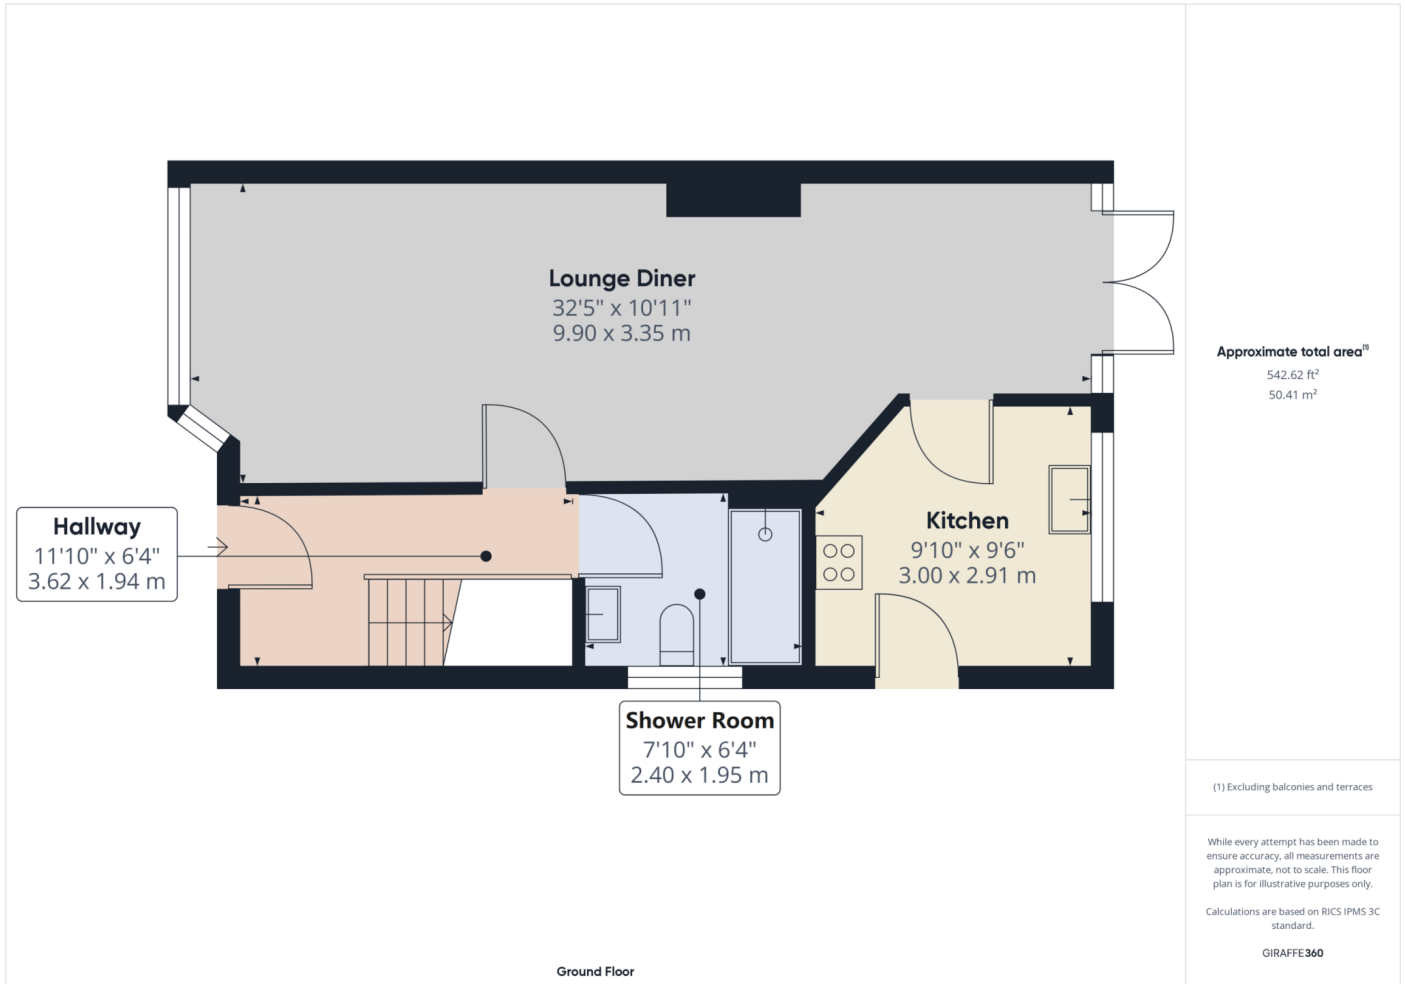 Lounge Diner
32'5" x 10'11"
9.90 x 3.35 m
Hallway
11'10" x 6'4"
3.62 x 1.94 m
Kitchen
9'10" x 9'6"
3.00 x 2.91 m
Shower Room
7'10" x 6'4"
2.40 x 1.95 m
Ground Floor
Approximate total area(1)
542.62 ft²
50.41 m²
(1) Excluding balconies and terraces
While every attempt has been made to
ensure accuracy, all measurements are
approximate, not to scale. This floor
plan is for illustrative purposes only.
Calculations are based on RICS IPMS 3C
standard.
GIRAFFE360